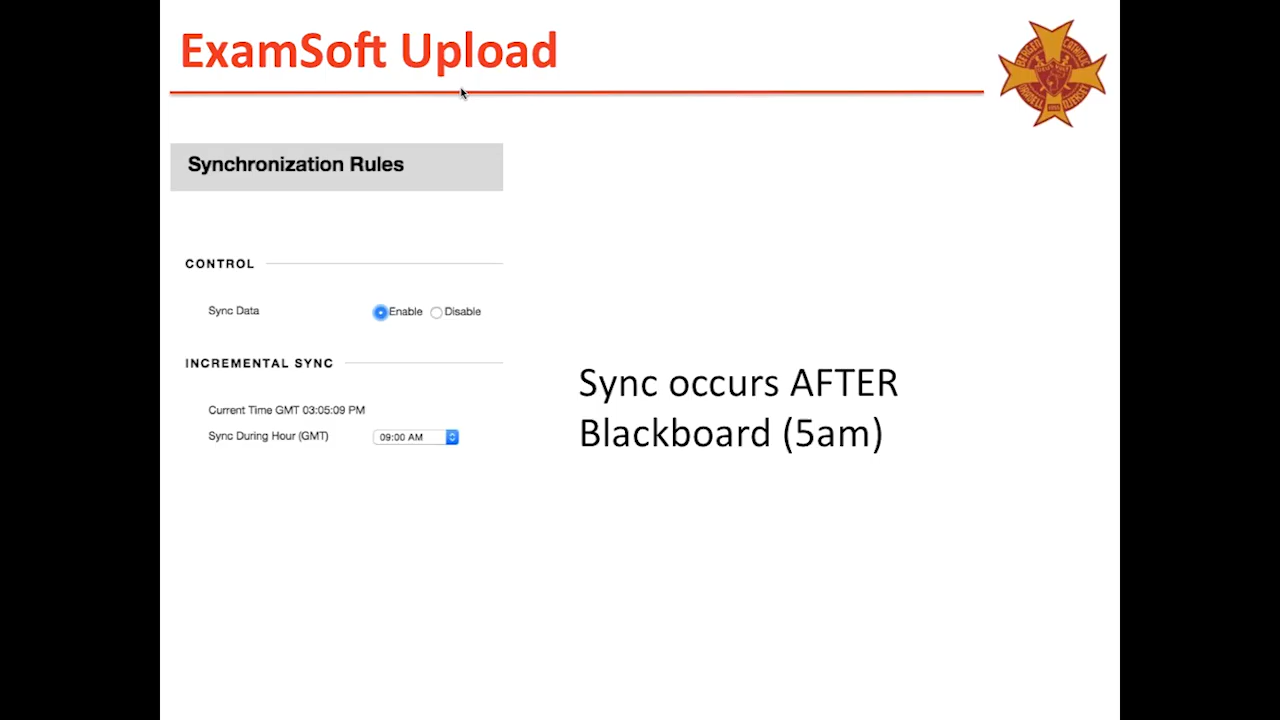 ExamSoft Upload
Synchronization Rules
CONTROL
Sync Data Enable Disable
INCREMENTAL SYNC
Current Time GMT 03:05:09 PM
Sync During Hour (GMT) 09:00 AM
Sync occurs AFTER
Blackboard (5am)